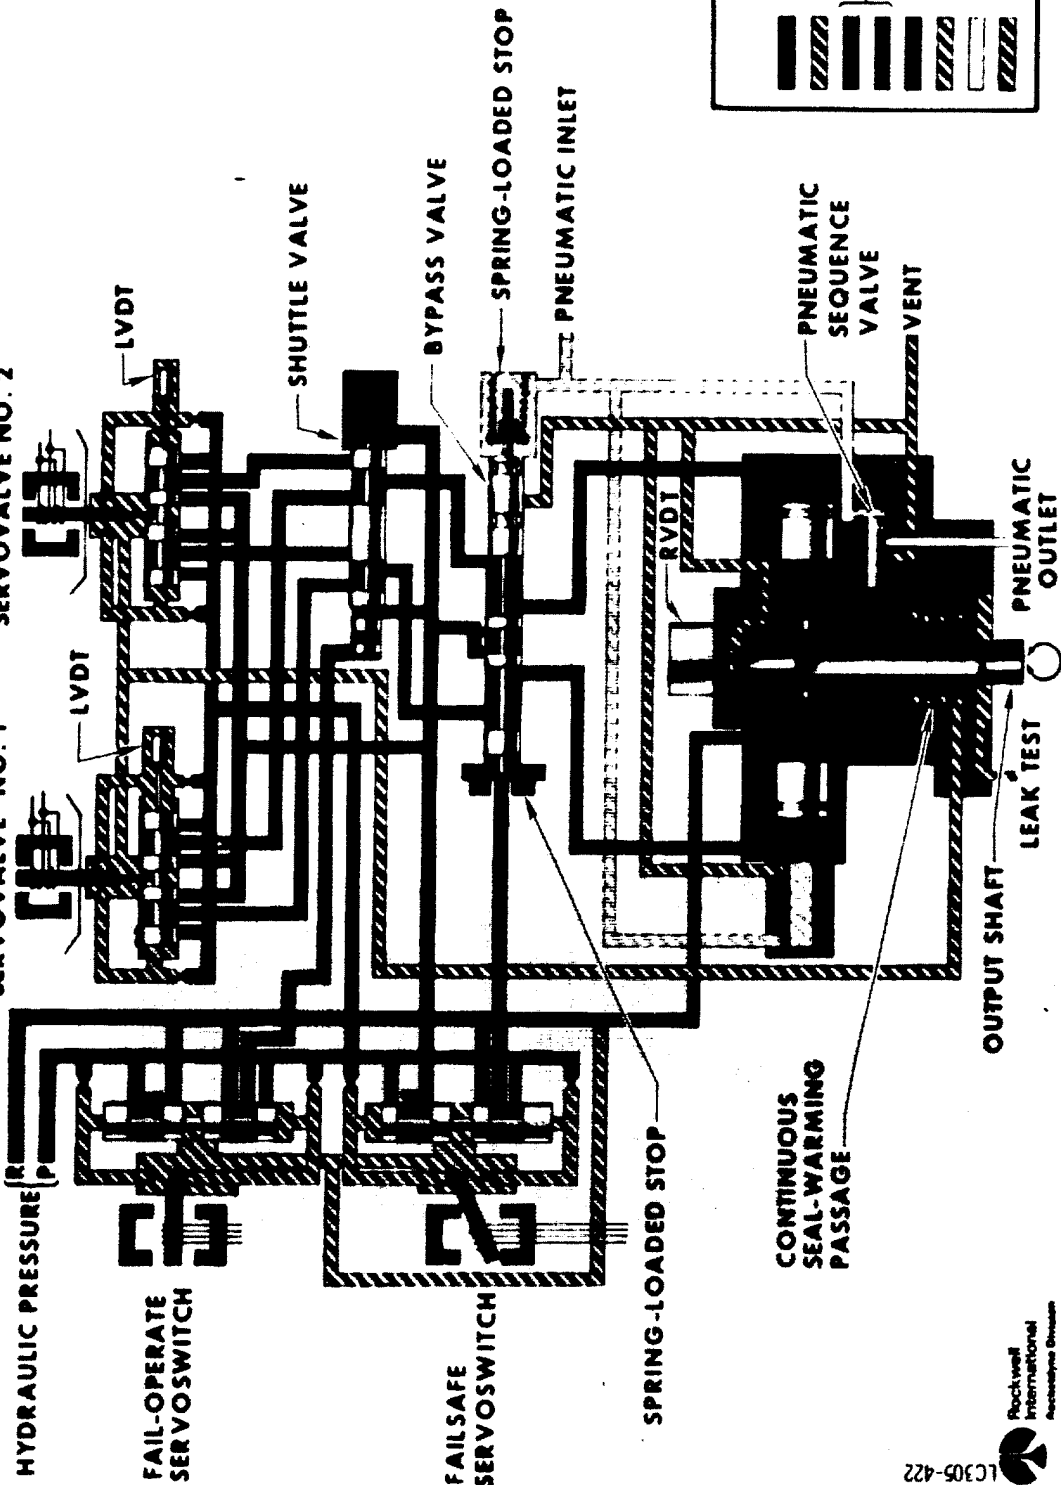 SERVOVALVE NO. 2
LVDT
SERVOVALVE NO. 1
LVDT
HYDRAULIC PRESSURE
R
P
SHUTTLE VALVE
BYPASS VALVE
SPRING-LOADED STOP
PNEUMATIC INLET
FAIL-OPERATE
SERVOSWITCH
FAILSAFE
SERVOSWITCH
SPRING-LOADED STOP
RVDT
PNEUMATIC
SEQUENCE
VALVE
VENT
CONTINUOUS
SEAL-WARMING
PASSAGE
OUTPUT SHAFT
LEAK TEST
PNEUMATIC
OUTLET
Rockwell
International
Rocketdyne Division
LC305-422